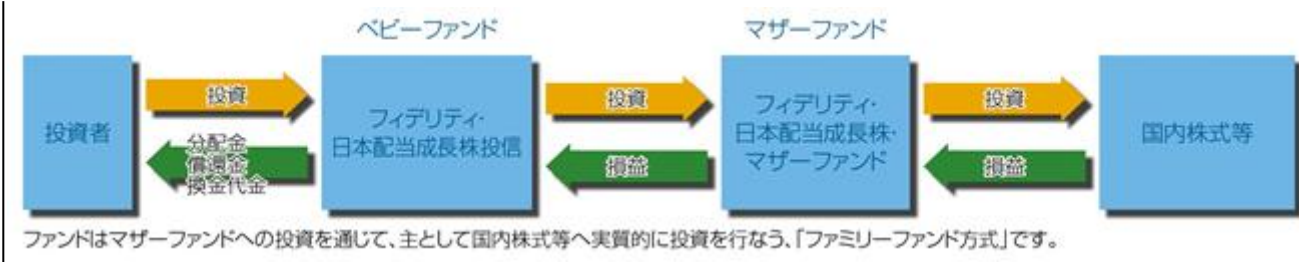 ベビーファンド
マザーファンド
投資者
投資
分配金
償還金
換金代金
フィデリティ・
日本配当成長株投信
投資
損益
フィデリティ・
日本配当成長株・
マザーファンド
投資
損益
国内株式等
ファンドはマザーファンドへの投資を通じて、主として国内株式等へ実質的に投資を行なう、「ファミリーファンド方式」です。